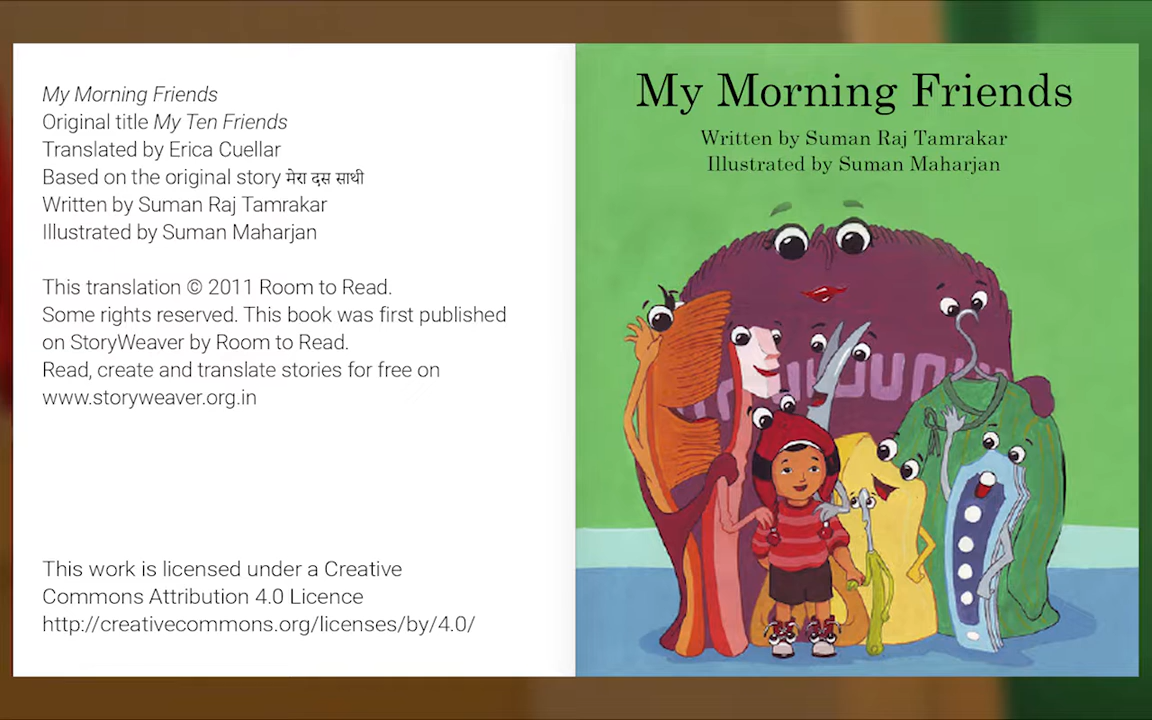 My Morning Friends
Original title My Ten Friends
Translated by Erica Cuellar
Based on the original story मेरा दस साथी
Written by Suman Raj Tamrakar
Illustrated by Suman Maharjan
This translation © 2011 Room to Read.
Some rights reserved. This book was first published
on StoryWeaver by Room to Read.
Read, create and translate stories for free on
www.storyweaver.org.in
This work is licensed under a Creative
Commons Attribution 4.0 Licence
http://creativecommons.org/licenses/by/4.0/
My Morning Friends
Written by Suman Raj Tamrakar
Illustrated by Suman Maharjan